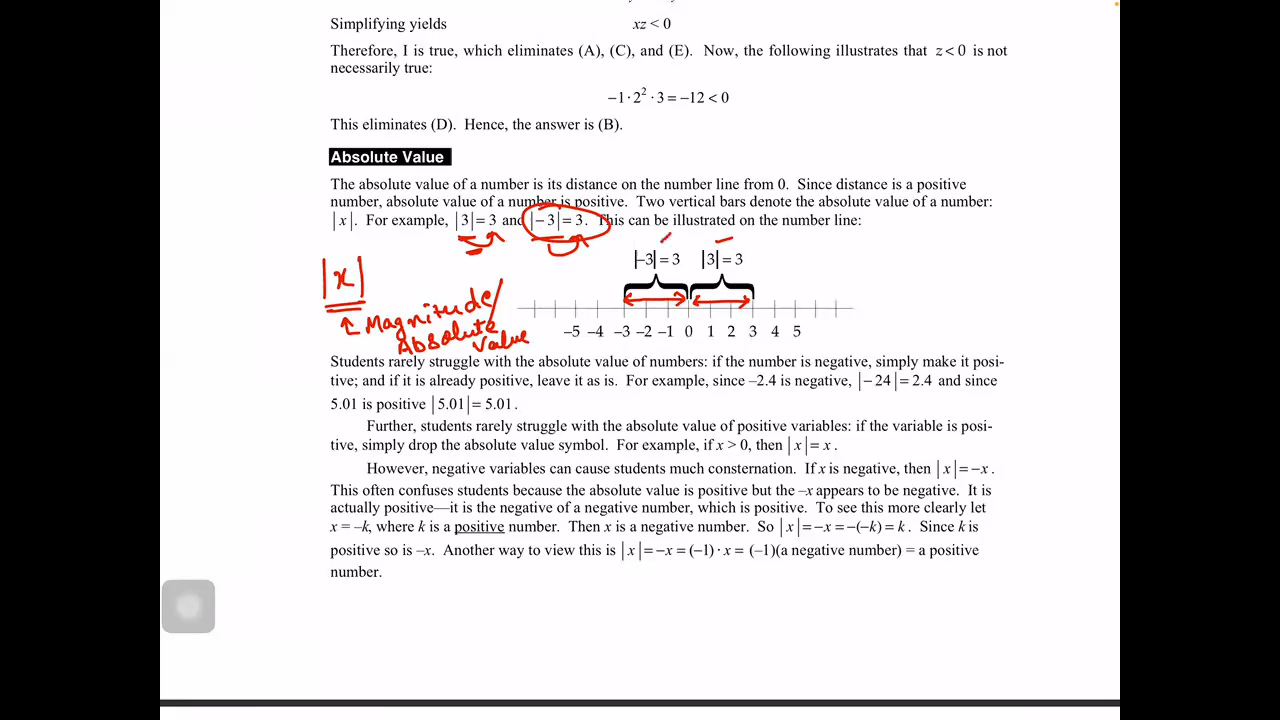 Simplifying yields xz < 0
Therefore, I is true, which eliminates (A), (C), and (E). Now, the following illustrates that z < 0 is not
necessarily true:
−1 · 2² · 3 = −12 < 0
This eliminates (D). Hence, the answer is (B).
Absolute Value
The absolute value of a number is its distance on the number line from 0. Since distance is a positive
number, absolute value of a number is positive. Two vertical bars denote the absolute value of a number:
|x|. For example, |3| = 3 and |−3| = 3. This can be illustrated on the number line:
|−3| = 3 |3| = 3
|x|
Magnitude/
Absolute
Value
−5 −4 −3 −2 −1 0 1 2 3 4 5
Students rarely struggle with the absolute value of numbers: if the number is negative, simply make it posi-
tive; and if it is already positive, leave it as is. For example, since −2.4 is negative, |−24| = 2.4 and since
5.01 is positive |5.01| = 5.01.
Further, students rarely struggle with the absolute value of positive variables: if the variable is posi-
tive, simply drop the absolute value symbol. For example, if x > 0, then |x| = x.
However, negative variables can cause students much consternation. If x is negative, then |x| = −x.
This often confuses students because the absolute value is positive but the −x appears to be negative. It is
actually positive—it is the negative of a negative number, which is positive. To see this more clearly let
x = −k, where k is a positive number. Then x is a negative number. So |x| = −x = −(−k) = k. Since k is
positive so is −x. Another way to view this is |x| = −x = (−1) · x = (−1)(a negative number) = a positive
number.